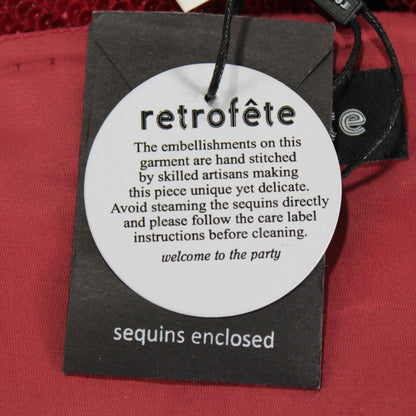 retrofête
The embellishments on this
garment are hand stitched
by skilled artisans making
this piece unique yet delicate.
Avoid steaming the sequins directly
and please follow the care label
instructions before cleaning.
welcome to the party
sequins enclosed
te